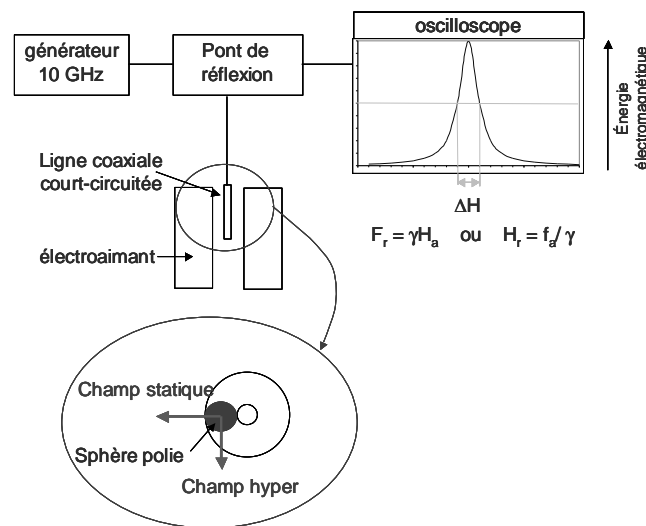 générateur
10 GHz
Pont de
réflexion
oscilloscope
Énergie
électromagnétique
Ligne coaxiale
court-circuitée
électroaimant
ΔH
F_r = γH_a ou H_r = f_a/ γ
Champ statique
Sphère polie
Champ hyper